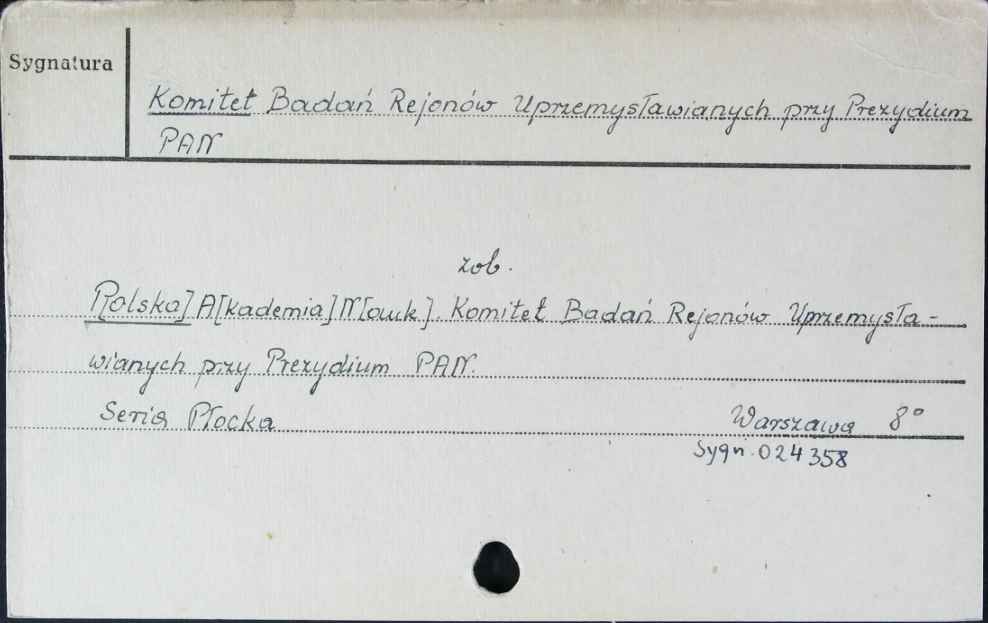 Sygnatura
Komitet Badań Rejonów Uprzemysławianych przy Prezydium
PAN
zob.
P[olska] A[kademia] N[auk]. Komitet Badań Rejonów Uprzemysła-
wianych przy Prezydium PAN.
Seria Płocka Warszawa 8°
Sygn. 024358